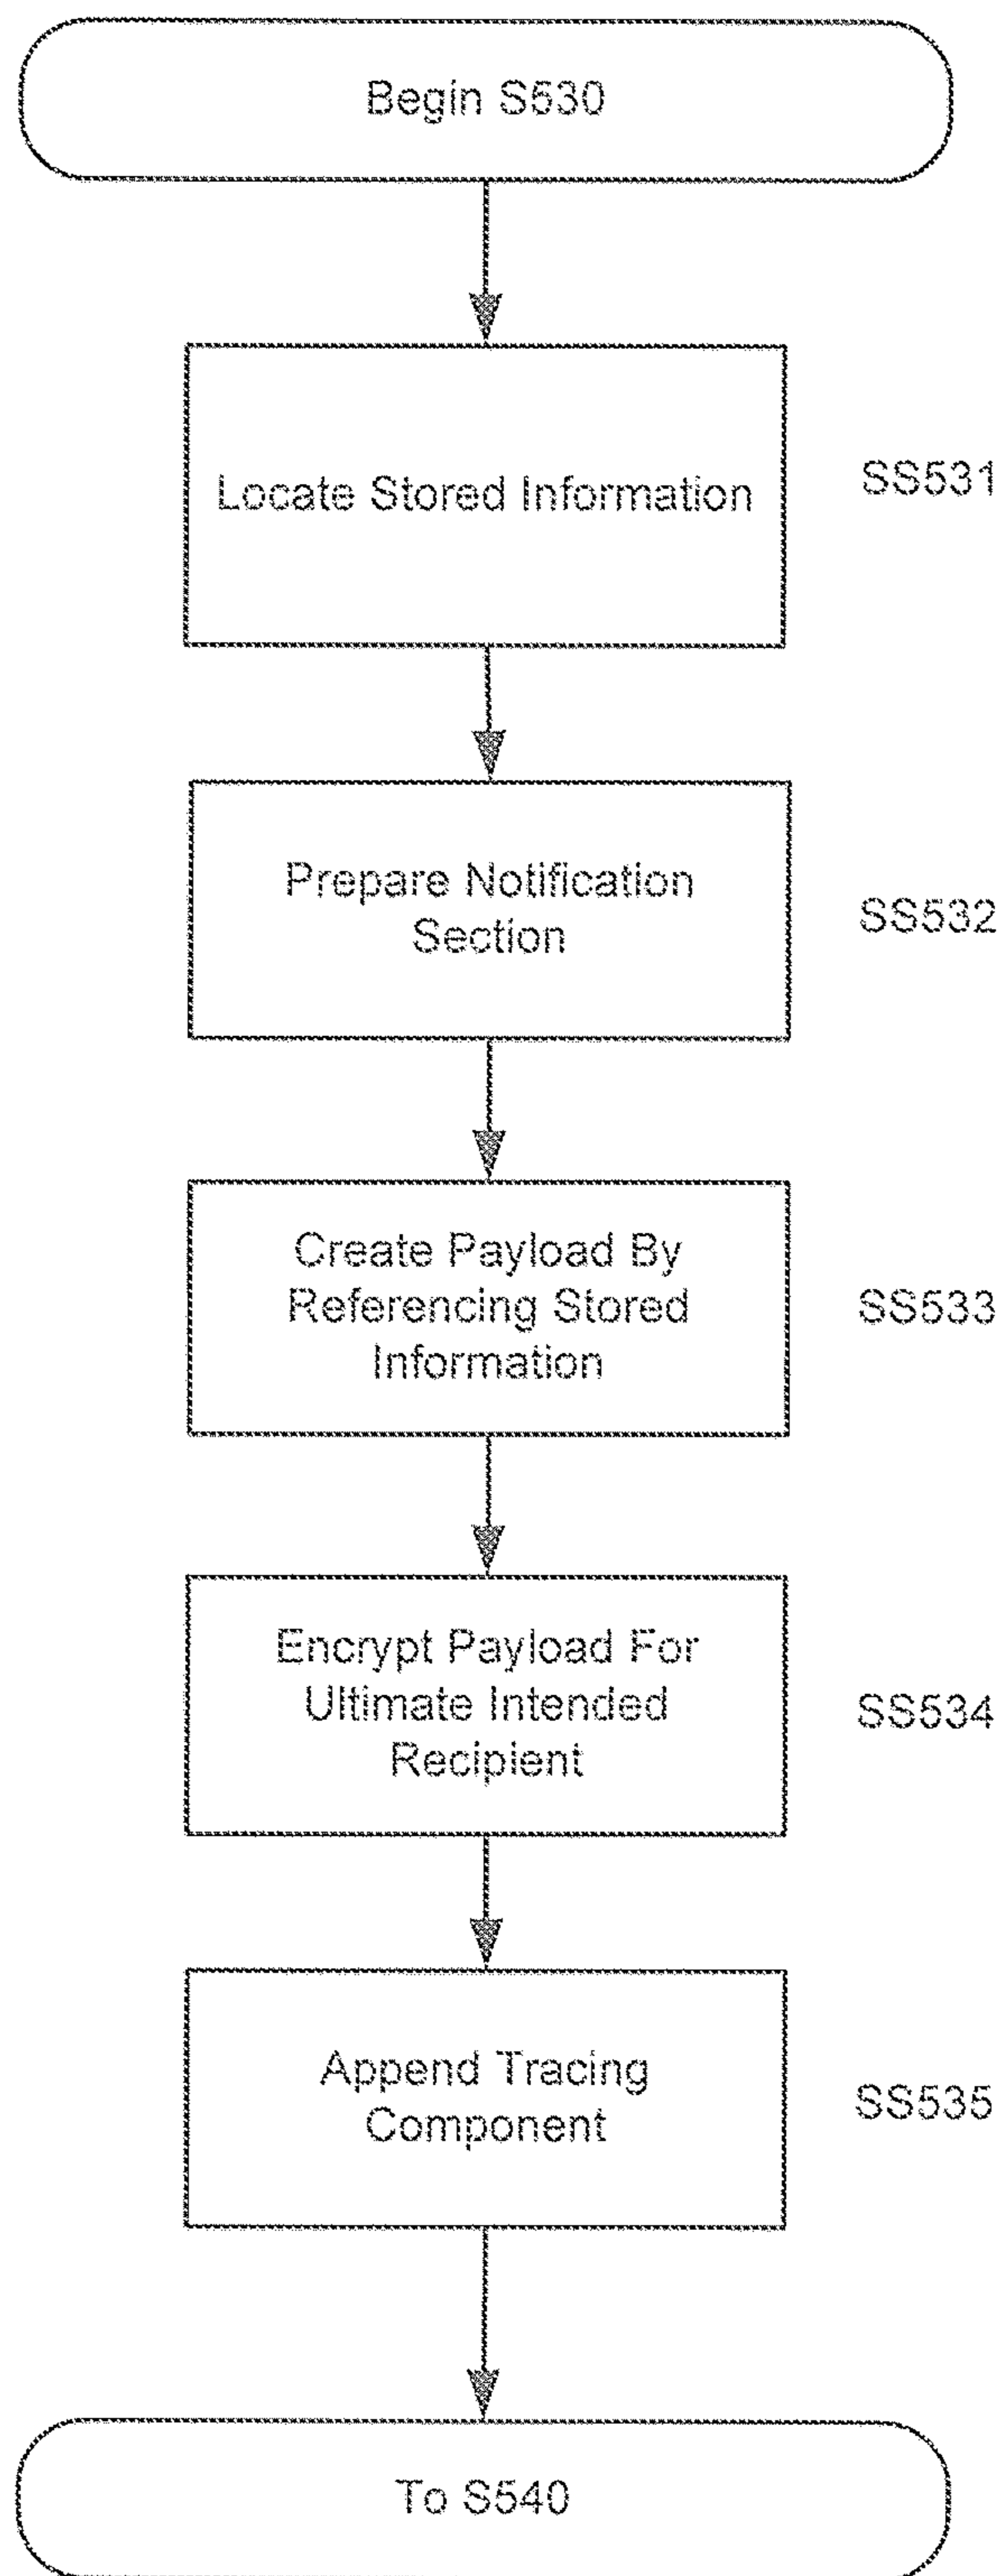 Begin S530
Locate Stored Information
SS531
Prepare Notification
Section
SS532
Create Payload By
Referencing Stored
Information
SS533
Encrypt Payload For
Ultimate Intended
Recipient
SS534
Append Tracing
Component
SS535
To S540